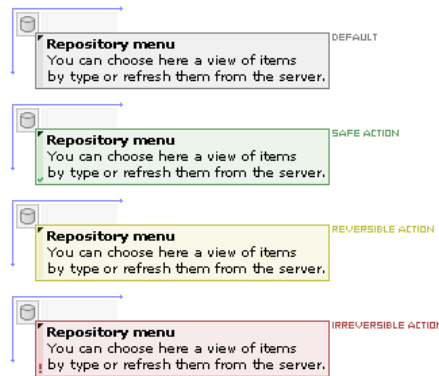 DEFAULT
Repository menu
You can choose here a view of items
by type or refresh them from the server.
SAFE ACTION
Repository menu
You can choose here a view of items
by type or refresh them from the server.
REVERSIBLE ACTION
Repository menu
You can choose here a view of items
by type or refresh them from the server.
IRREVERSIBLE ACTION
Repository menu
You can choose here a view of items
by type or refresh them from the server.